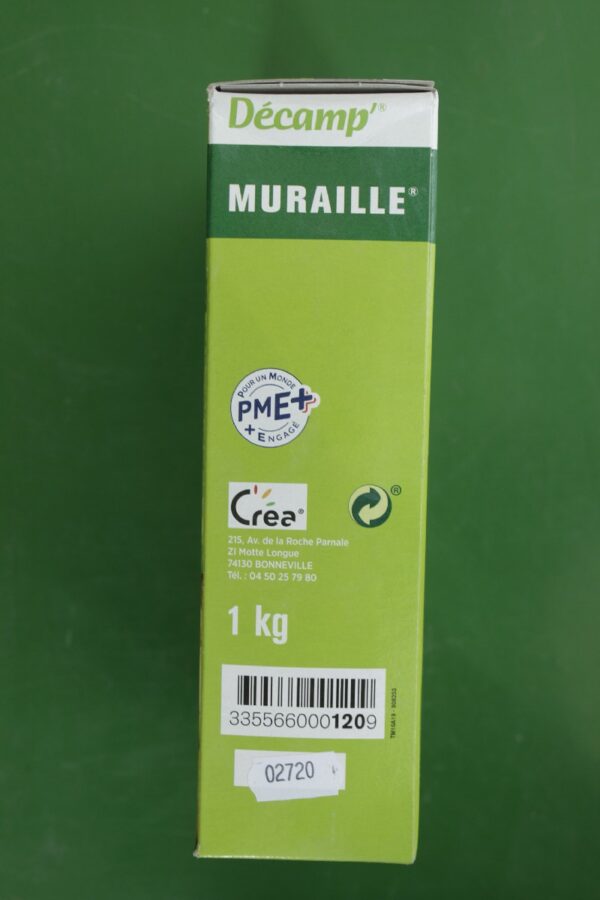 Décamp'®
MURAILLE®
POUR UN MONDE
PME+
+ ENGAGÉ
Créa®
®
215, Av. de la Roche Parnale
ZI Motte Longue
74130 BONNEVILLE
Tél. : 04 50 25 79 80
1 kg
3355660001209
02720